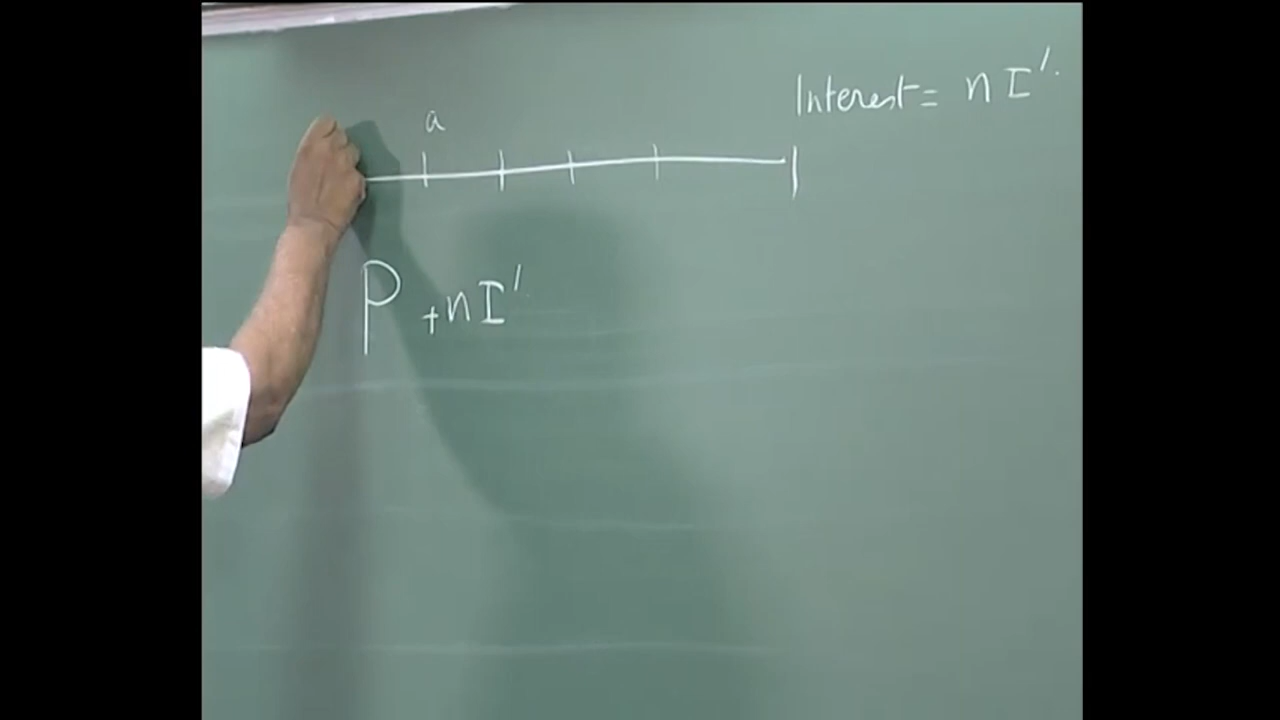 Interest = n I'.
a
P + n I'.